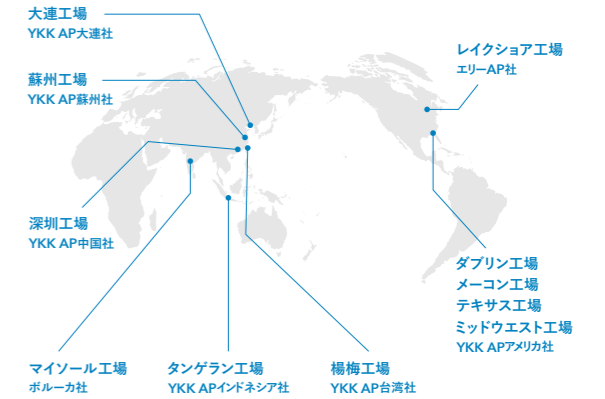 大連工場
YKK AP大連社
蘇州工場
YKK AP蘇州社
レイクショア工場
エリーAP社
深圳工場
YKK AP中国社
ダブリン工場
メーコン工場
テキサス工場
ミッドウエスト工場
YKK APアメリカ社
マイソール工場
ボルーカ社
タンゲラン工場
YKK APインドネシア社
楊梅工場
YKK AP台湾社